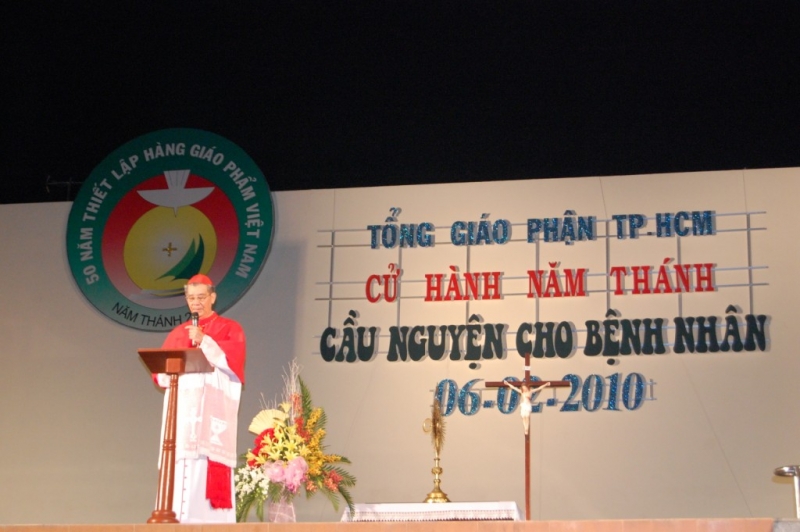 50 NĂM THIẾT LẬP HÀNG GIÁO PHẨM VIỆT NAM
NĂM THÁNH
TỔNG GIÁO PHẬN TP.HCM
CỬ HÀNH NĂM THÁNH
CẦU NGUYỆN CHO BỆNH NHÂN
06-02-2010